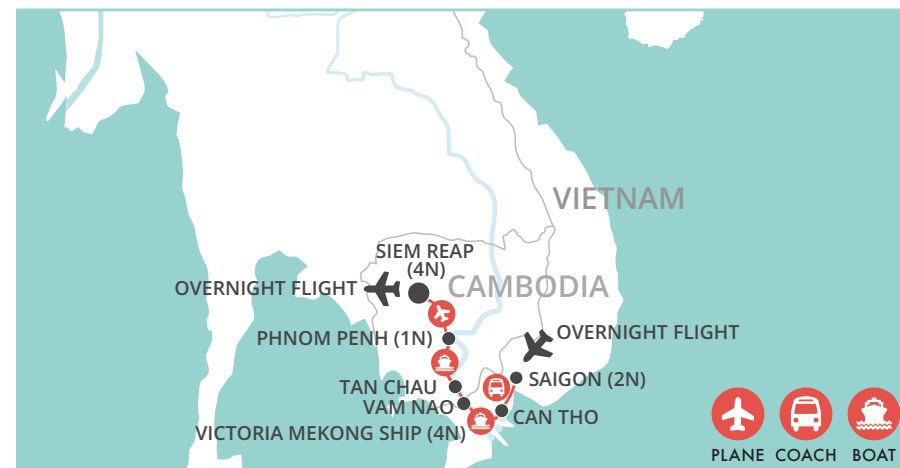 VIETNAM
SIEM REAP
(4N)
OVERNIGHT FLIGHT
CAMBODIA
PHNOM PENH (1N)
OVERNIGHT FLIGHT
TAN CHAU
SAIGON (2N)
VAM NAO
CAN THO
VICTORIA MEKONG SHIP (4N)
PLANE COACH BOAT